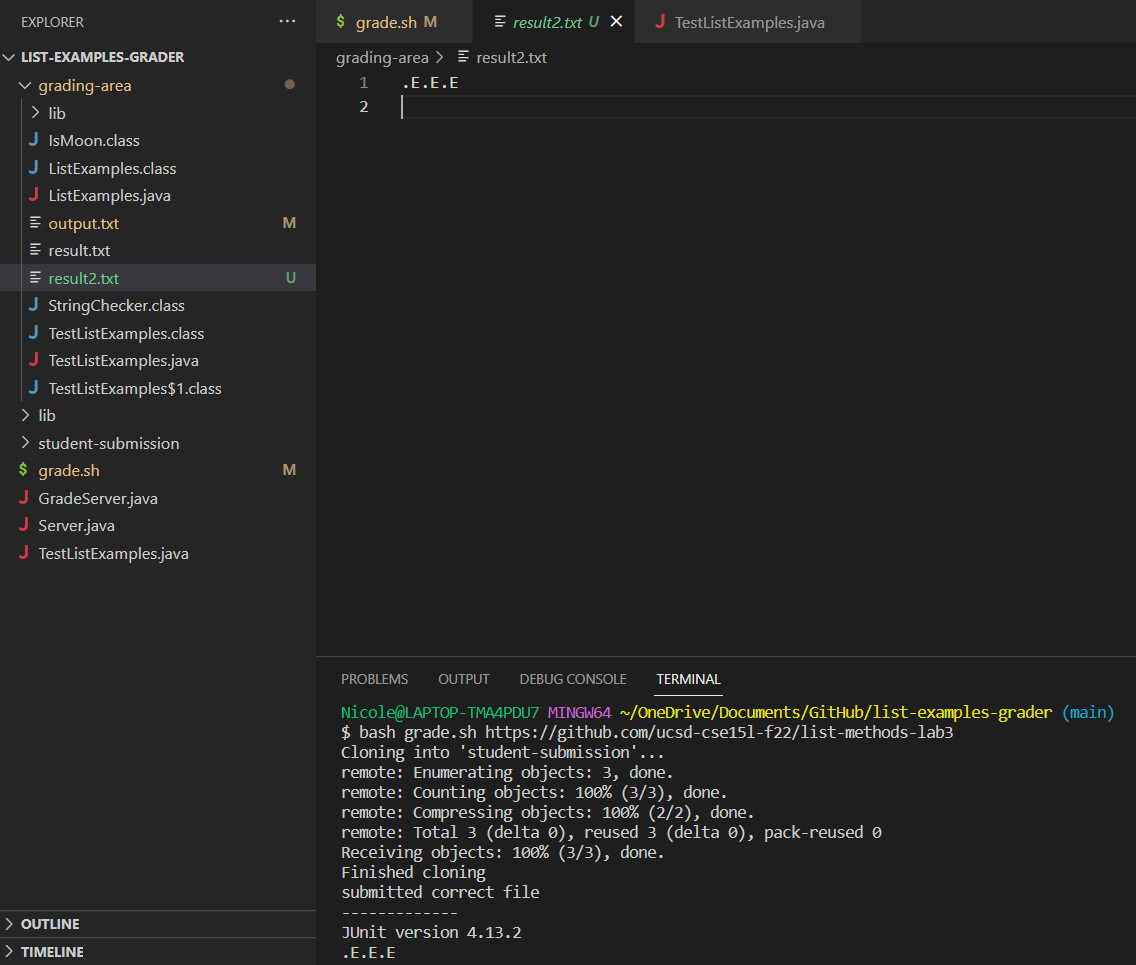 EXPLORER
LIST-EXAMPLES-GRADER
grading-area
lib
IsMoon.class
ListExamples.class
ListExamples.java
output.txt M
result.txt
result2.txt U
StringChecker.class
TestListExamples.class
TestListExamples.java
TestListExamples$1.class
lib
student-submission
grade.sh M
GradeServer.java
Server.java
TestListExamples.java
OUTLINE
TIMELINE
$ grade.sh M result2.txt U J TestListExamples.java
grading-area > result2.txt
1 .E.E.E
2
PROBLEMS OUTPUT DEBUG CONSOLE TERMINAL
Nicole@LAPTOP-TMA4PDU7 MINGW64 ~/OneDrive/Documents/GitHub/list-examples-grader (main)
$ bash grade.sh https://github.com/ucsd-cse15l-f22/list-methods-lab3
Cloning into 'student-submission'...
remote: Enumerating objects: 3, done.
remote: Counting objects: 100% (3/3), done.
remote: Compressing objects: 100% (2/2), done.
remote: Total 3 (delta 0), reused 3 (delta 0), pack-reused 0
Receiving objects: 100% (3/3), done.
Finished cloning
submitted correct file
-------------
JUnit version 4.13.2
.E.E.E